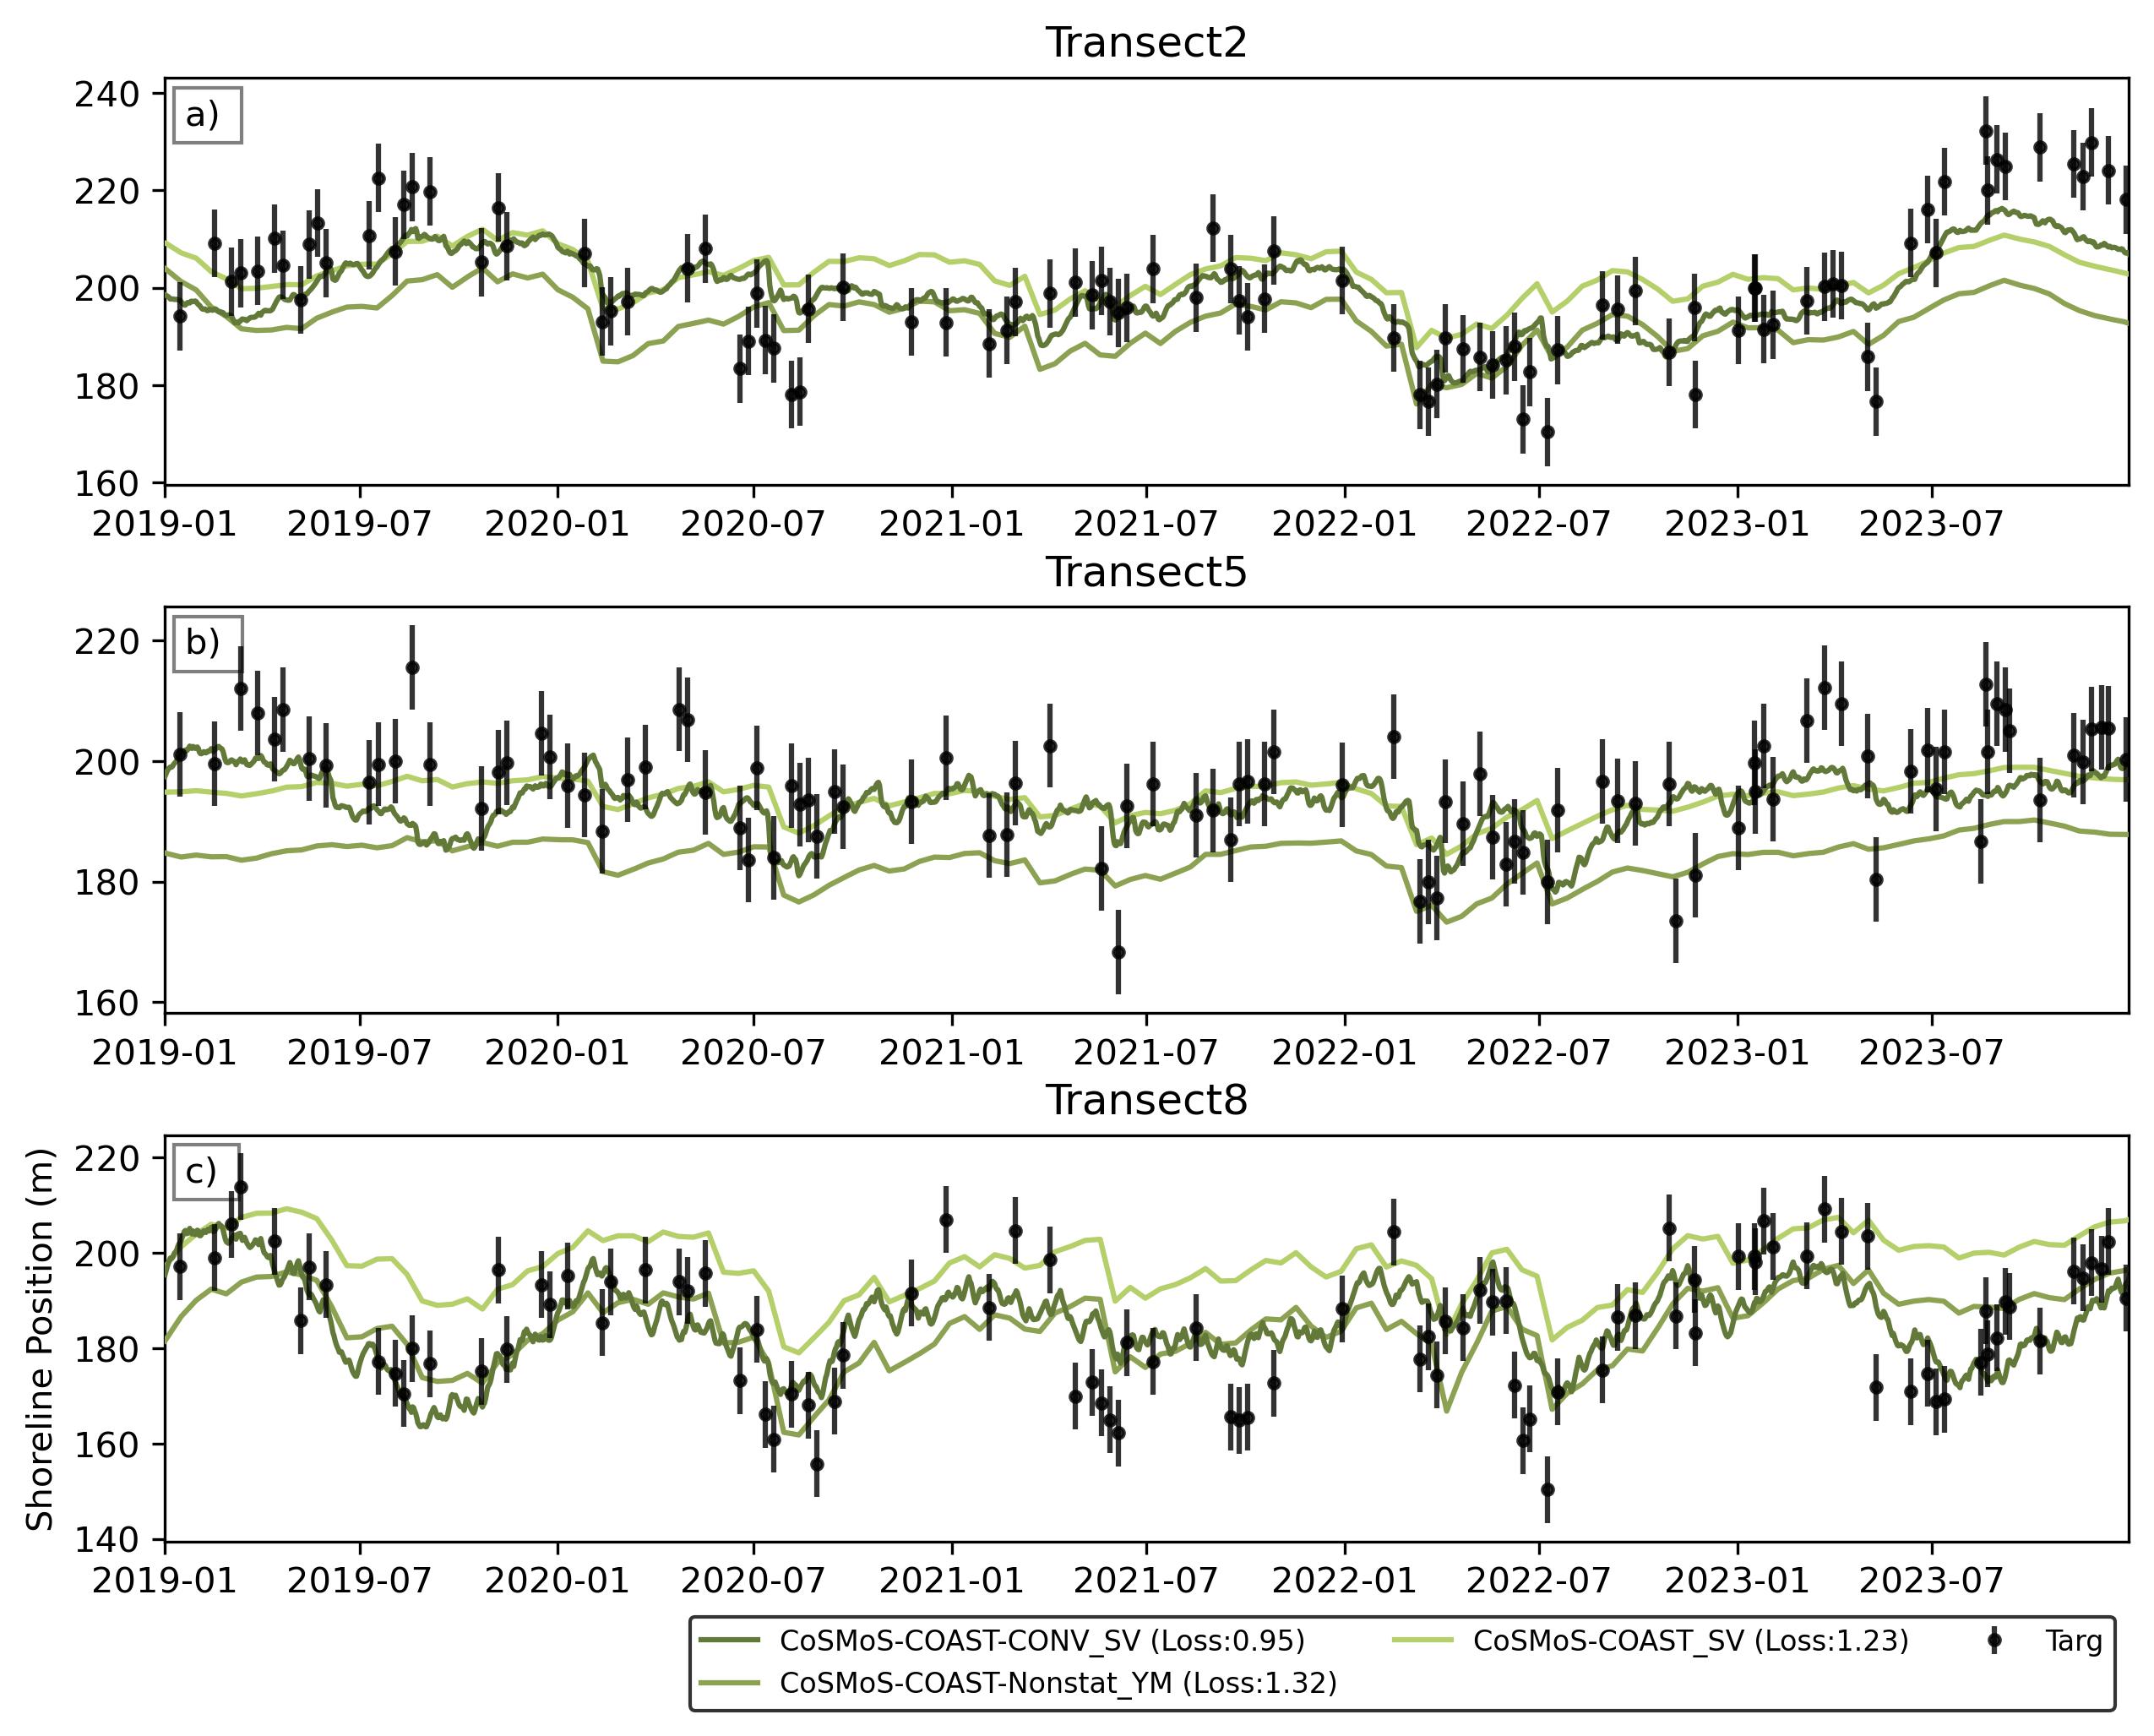 Transect2
a)
240
220
200
180
160
2019-01 2019-07 2020-01 2020-07 2021-01 2021-07 2022-01 2022-07 2023-01 2023-07
Transect5
b)
220
200
180
160
2019-01 2019-07 2020-01 2020-07 2021-01 2021-07 2022-01 2022-07 2023-01 2023-07
Transect8
c)
Shoreline Position (m)
220
200
180
160
140
2019-01 2019-07 2020-01 2020-07 2021-01 2021-07 2022-01 2022-07 2023-01 2023-07
CoSMoS-COAST-CONV_SV (Loss:0.95) CoSMoS-COAST_SV (Loss:1.23) Targ
CoSMoS-COAST-Nonstat_YM (Loss:1.32)